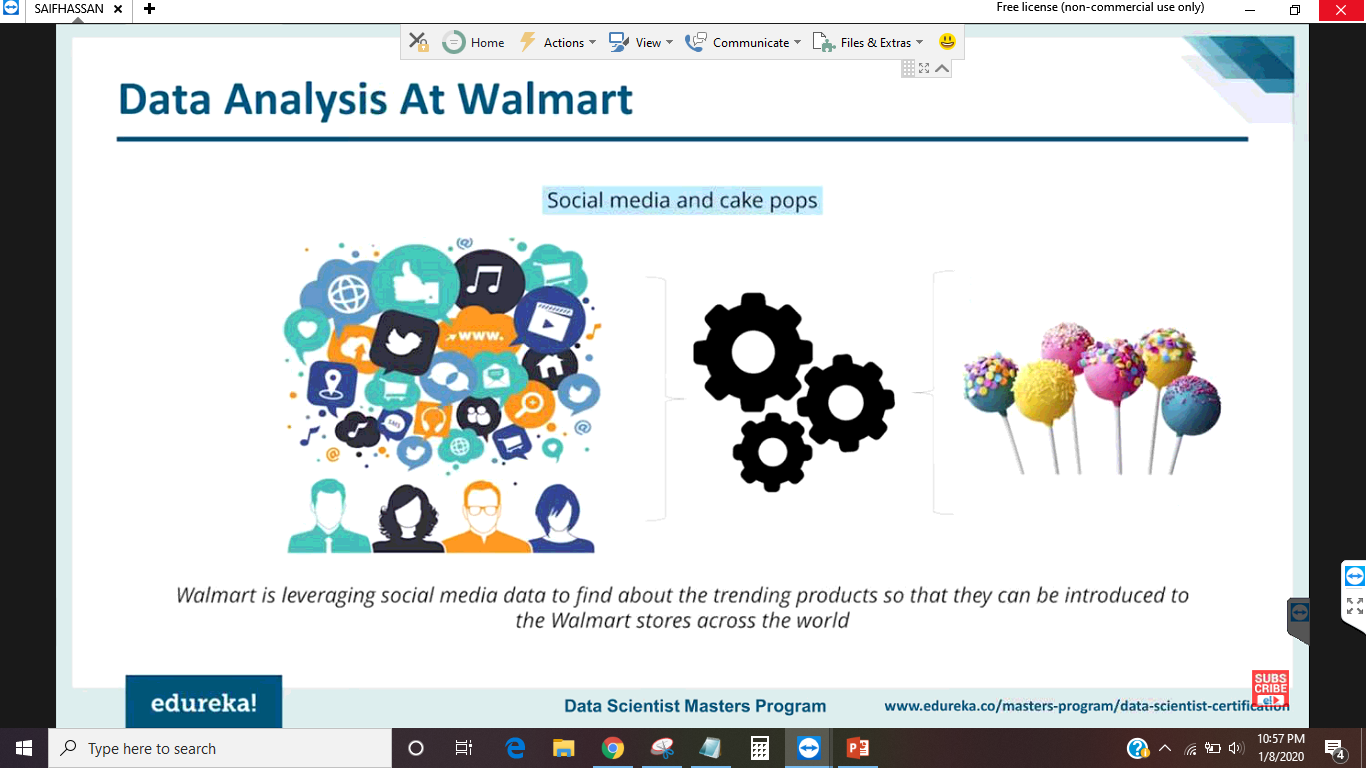 SAIFHASSAN
Free license (non-commercial use only)
Home
Actions
View
Communicate
Files & Extras
Data Analysis At Walmart
Social media and cake pops
www.
SMS
Walmart is leveraging social media data to find about the trending products so that they can be introduced to
the Walmart stores across the world
edureka!
Data Scientist Masters Program
www.edureka.co/masters-program/data-scientist-certification
SUBS
CRIBE
e!
Type here to search
10:57 PM
1/8/2020
4